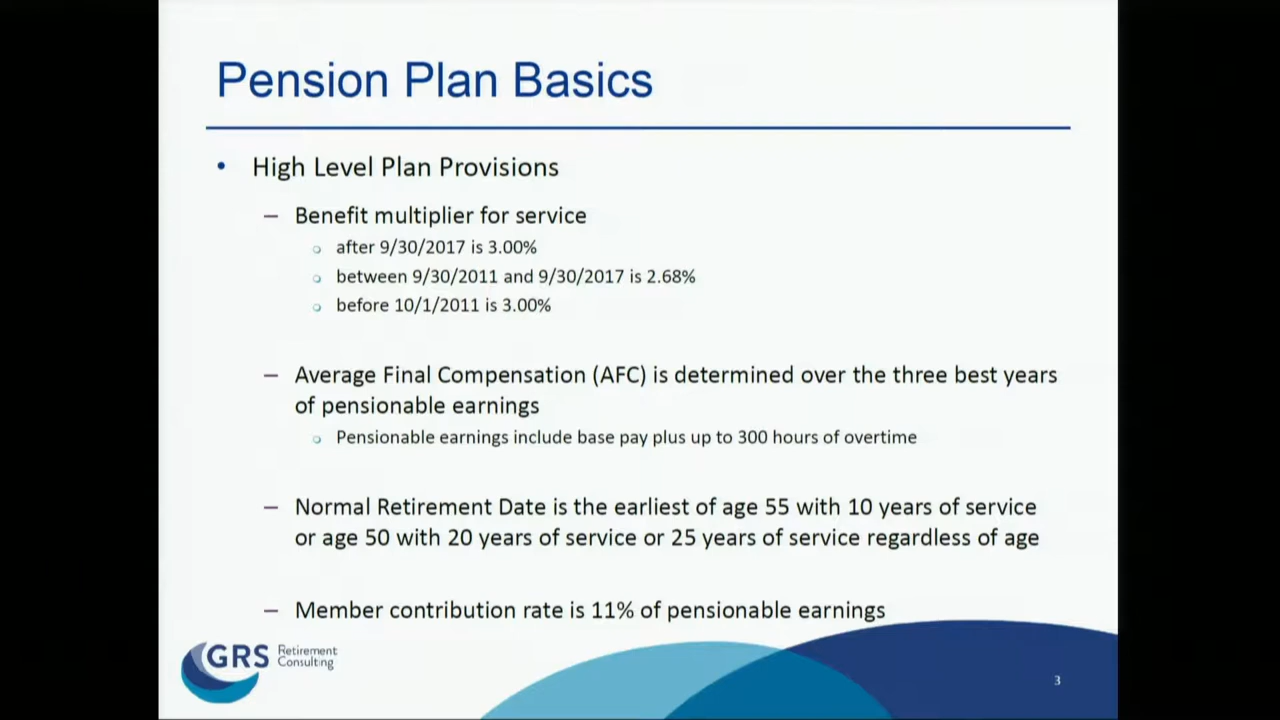 Pension Plan Basics
• High Level Plan Provisions
– Benefit multiplier for service
○ after 9/30/2017 is 3.00%
○ between 9/30/2011 and 9/30/2017 is 2.68%
○ before 10/1/2011 is 3.00%
– Average Final Compensation (AFC) is determined over the three best years
of pensionable earnings
○ Pensionable earnings include base pay plus up to 300 hours of overtime
– Normal Retirement Date is the earliest of age 55 with 10 years of service
or age 50 with 20 years of service or 25 years of service regardless of age
– Member contribution rate is 11% of pensionable earnings
GRS Retirement
Consulting
3